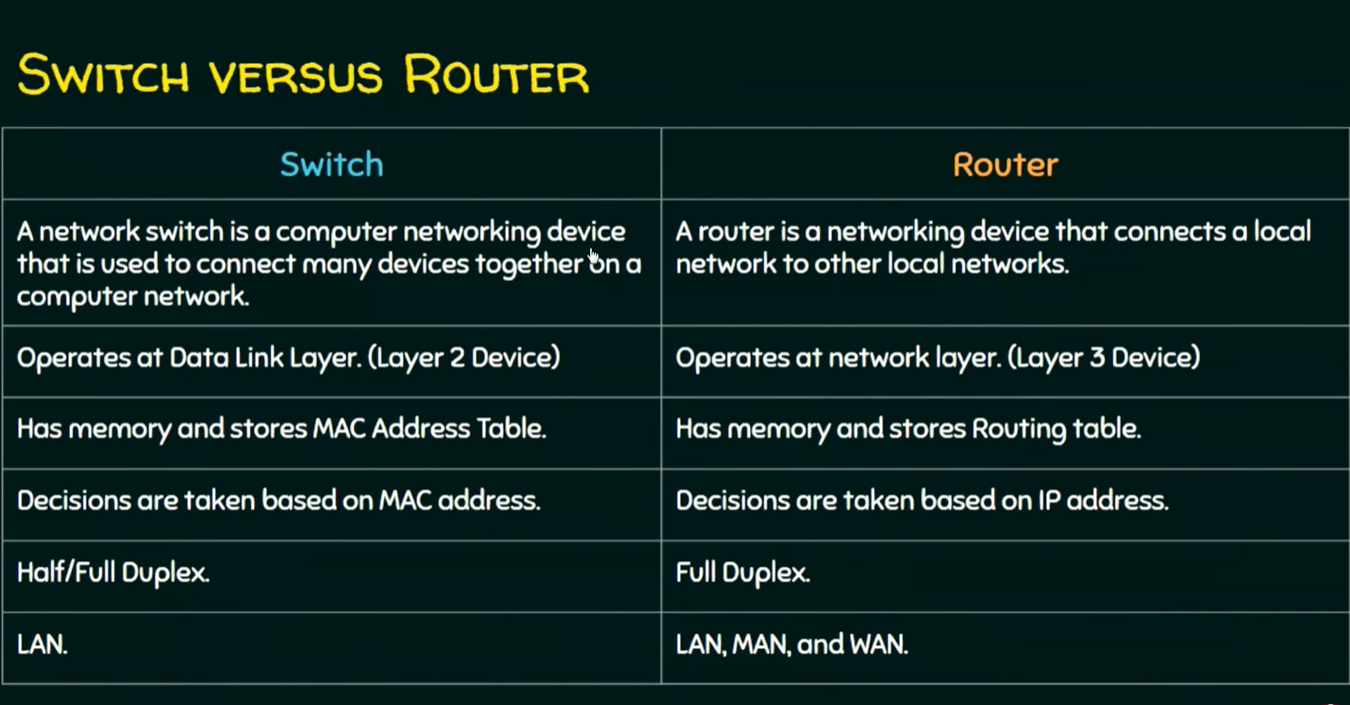 Switch versus Router
Switch
Router
A network switch is a computer networking device
that is used to connect many devices together on a
computer network.
A router is a networking device that connects a local
network to other local networks.
Operates at Data Link Layer. (Layer 2 Device)
Operates at network layer. (Layer 3 Device)
Has memory and stores MAC Address Table.
Has memory and stores Routing table.
Decisions are taken based on MAC address.
Decisions are taken based on IP address.
Half/Full Duplex.
Full Duplex.
LAN.
LAN, MAN, and WAN.